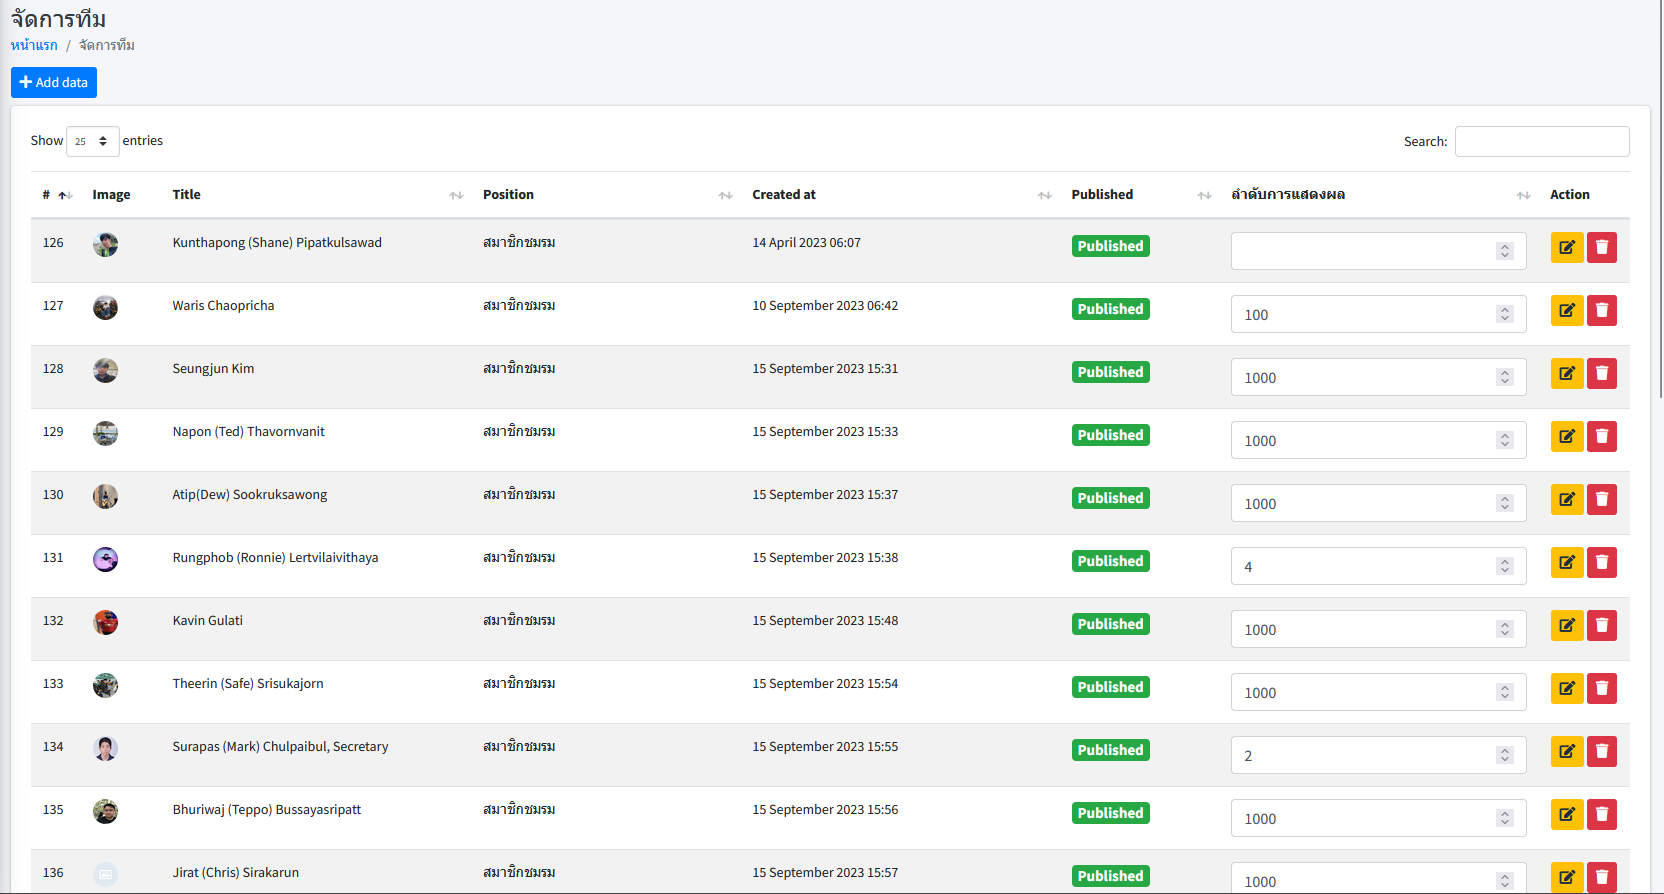 จัดการทีม
หน้าแรก / จัดการทีม
Add data
Show 25 entries
Search:
# Image Title Position Created at Published ลำดับการแสดงผล Action
126 Kunthapong (Shane) Pipatkulsawad สมาชิกชมรม 14 April 2023 06:07 Published
127 Waris Chaopricha สมาชิกชมรม 10 September 2023 06:42 Published 100
128 Seungjun Kim สมาชิกชมรม 15 September 2023 15:31 Published 1000
129 Napon (Ted) Thavornvanit สมาชิกชมรม 15 September 2023 15:33 Published 1000
130 Atip(Dew) Sookruksawong สมาชิกชมรม 15 September 2023 15:37 Published 1000
131 Rungphob (Ronnie) Lertvilaivithaya สมาชิกชมรม 15 September 2023 15:38 Published 4
132 Kavin Gulati สมาชิกชมรม 15 September 2023 15:48 Published 1000
133 Theerin (Safe) Srisukajorn สมาชิกชมรม 15 September 2023 15:54 Published 1000
134 Surapas (Mark) Chulpaibul, Secretary สมาชิกชมรม 15 September 2023 15:55 Published 2
135 Bhuriwaj (Teppo) Bussayasripatt สมาชิกชมรม 15 September 2023 15:56 Published 1000
136 Jirat (Chris) Sirakarun สมาชิกชมรม 15 September 2023 15:57 Published 1000